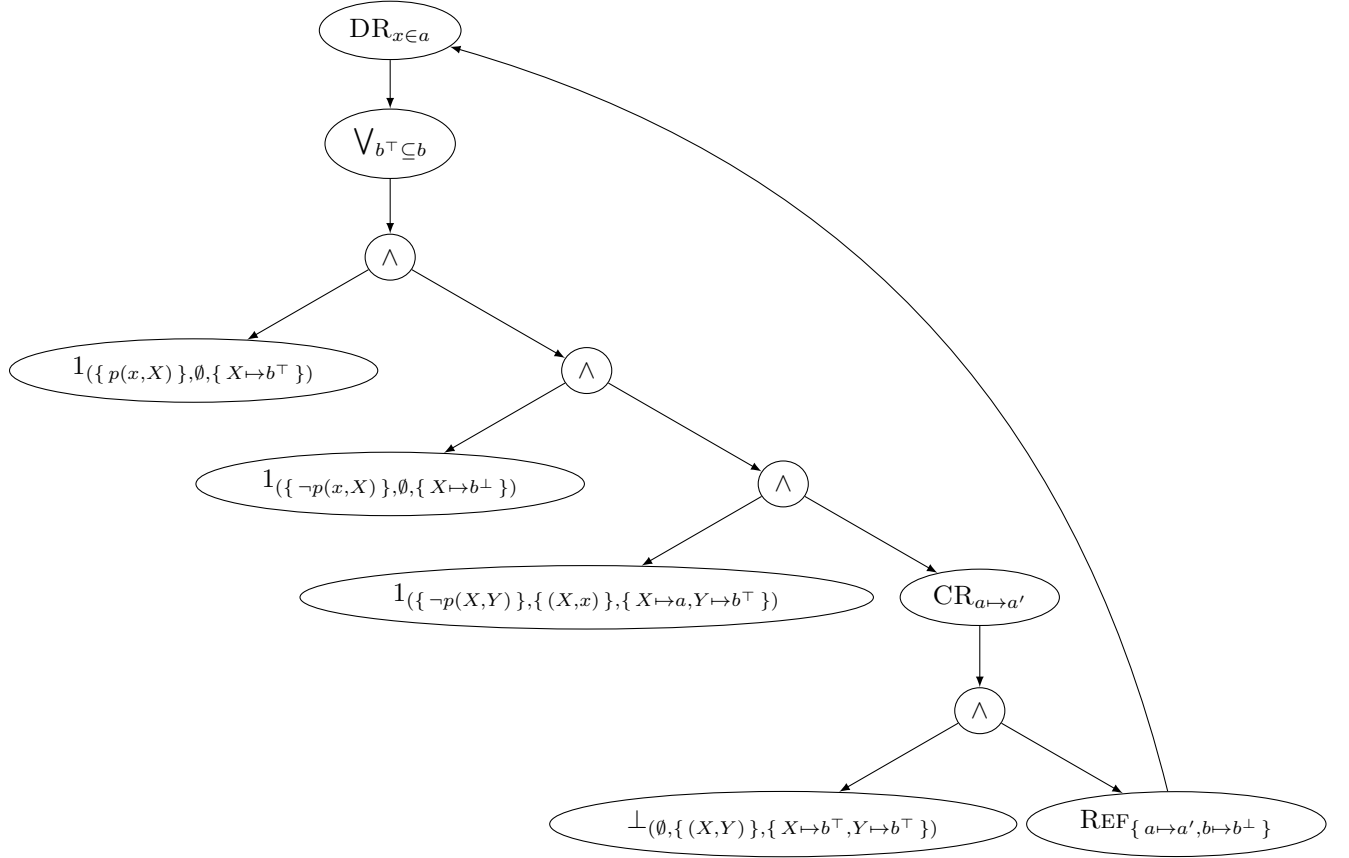 DR_{x∈a}
⋁_{b^⊤⊆b}
∧
1_{({ p(x,X) },∅,{ X↦b^⊤ })}
∧
1_{({ ¬p(x,X) },∅,{ X↦b^⊥ })}
∧
1_{({ ¬p(X,Y) },{ (X,x) },{ X↦a,Y↦b^⊤ })}
CR_{a↦a′}
∧
⊥_{(∅,{ (X,Y) },{ X↦b^⊤,Y↦b^⊤ })}
REF_{{ a↦a′,b↦b^⊥ }}